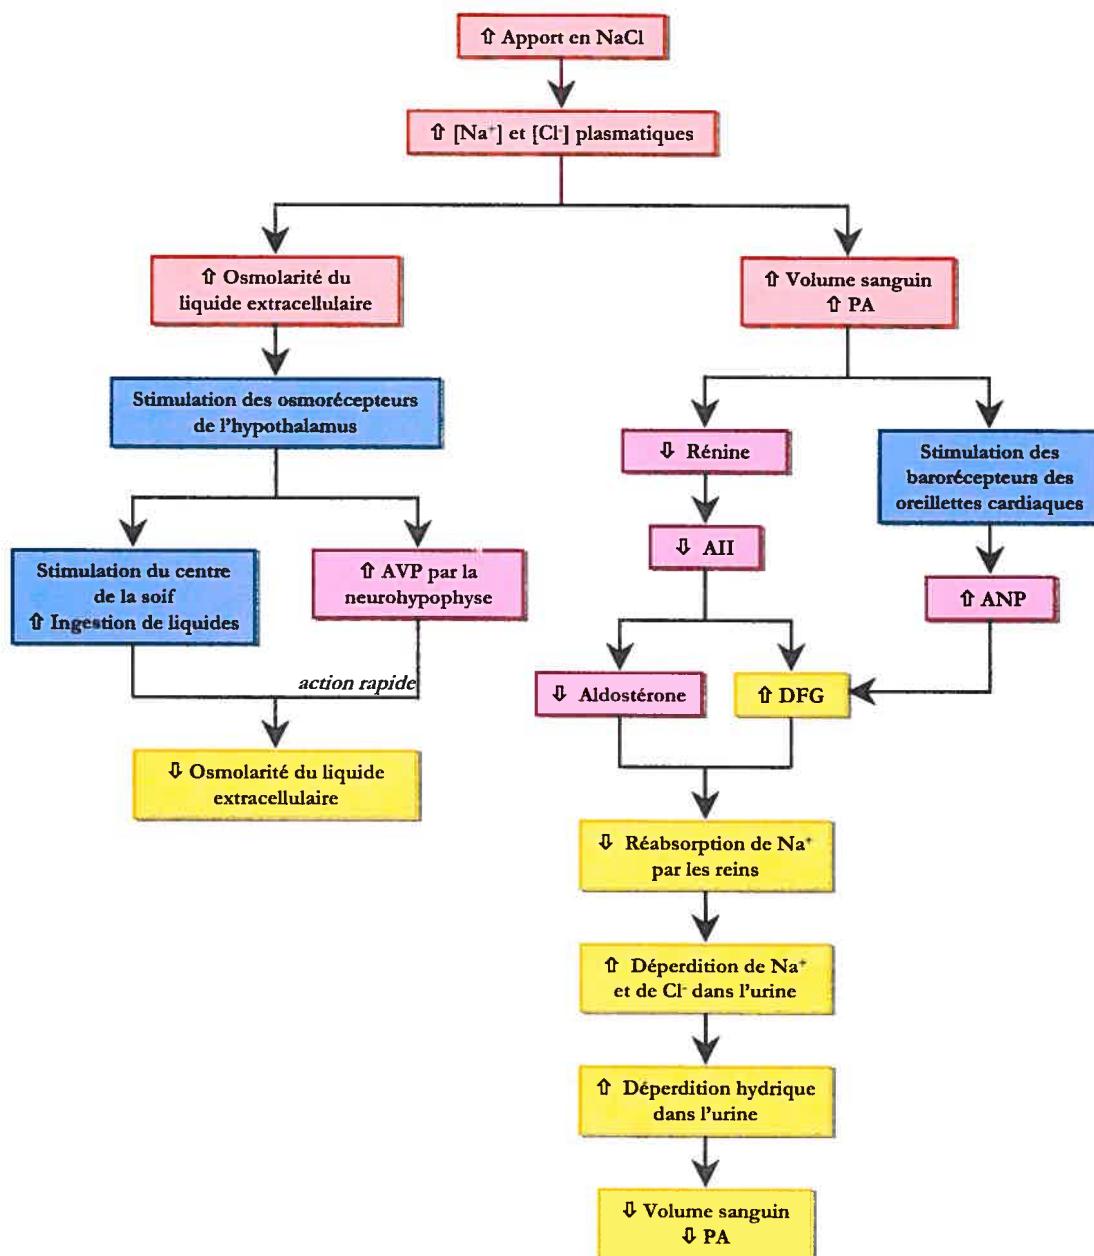 ⇧ Apport en NaCl
⇧ [Na⁺] et [Cl⁻] plasmatiques
⇧ Osmolarité du
liquide extracellulaire
⇧ Volume sanguin
⇧ PA
Stimulation des osmorécepteurs
de l'hypothalamus
⇩ Rénine
Stimulation des
barorécepteurs des
oreillettes cardiaques
⇩ AII
Stimulation du centre
de la soif
⇧ Ingestion de liquides
⇧ AVP par la
neurohypophyse
⇧ ANP
action rapide
⇩ Aldostérone
⇧ DFG
⇩ Osmolarité du liquide
extracellulaire
⇩ Réabsorption de Na⁺
par les reins
⇧ Déperdition de Na⁺
et de Cl⁻ dans l'urine
⇧ Déperdition hydrique
dans l'urine
⇩ Volume sanguin
⇩ PA